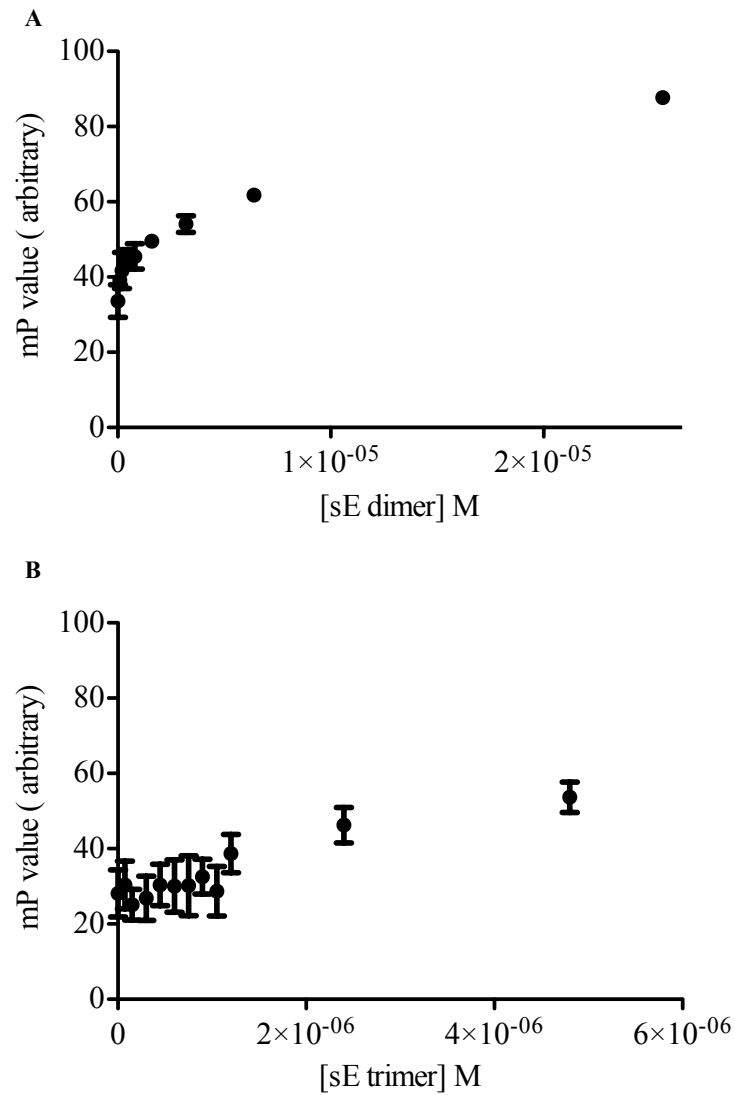 A
100
80
60
40
20
0
mP value ( arbitrary)
0 1×10⁻⁰⁵ 2×10⁻⁰⁵
[sE dimer] M
B
100
80
60
40
20
0
mP value ( arbitrary)
0 2×10⁻⁰⁶ 4×10⁻⁰⁶ 6×10⁻⁰⁶
[sE trimer] M